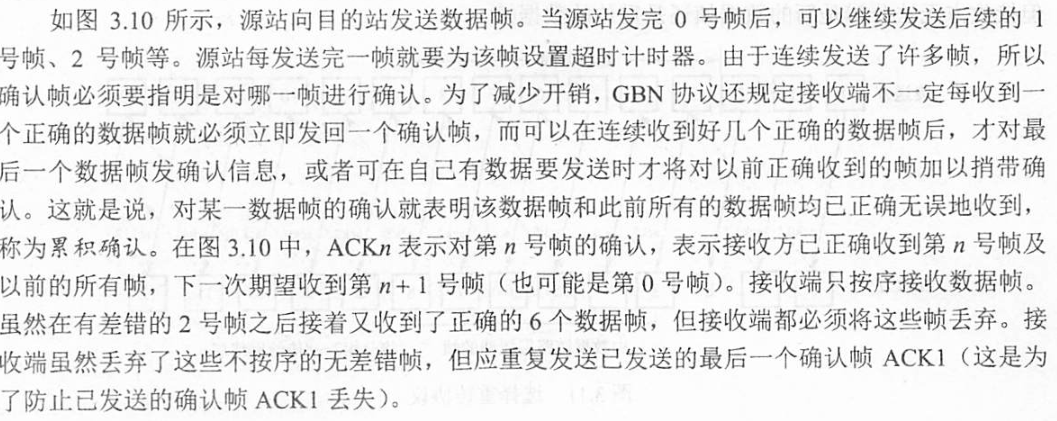 如图 3.10 所示，源站向目的站发送数据帧。当源站发完 0 号帧后，可以继续发送后续的 1
号帧、2 号帧等。源站每发送完一帧就要为该帧设置超时计时器。由于连续发送了许多帧，所以
确认帧必须要指明是对哪一帧进行确认。为了减少开销，GBN 协议还规定接收端不一定每收到一
个正确的数据帧就必须立即发回一个确认帧，而可以在连续收到好几个正确的数据帧后，才对最
后一个数据帧发确认信息，或者可在自己有数据要发送时才将对以前正确收到的帧加以捎带确
认。这就是说，对某一数据帧的确认就表明该数据帧和此前所有的数据帧均已正确无误地收到，
称为累积确认。在图 3.10 中，ACKn 表示对第 n 号帧的确认，表示接收方已正确收到第 n 号帧及
以前的所有帧，下一次期望收到第 n + 1 号帧（也可能是第 0 号帧）。接收端只按序接收数据帧。
虽然在有差错的 2 号帧之后接着又收到了正确的 6 个数据帧，但接收端都必须将这些帧丢弃。接
收端虽然丢弃了这些不按序的无差错帧，但应重复发送已发送的最后一个确认帧 ACK1（这是为
了防止已发送的确认帧 ACK1 丢失）。